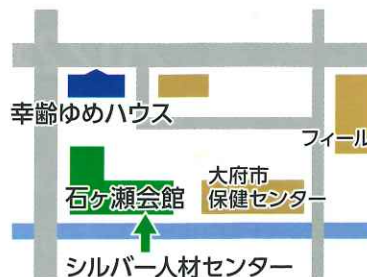 幸齢ゆめハウス
フィール
大府市
保健センター
石ヶ瀬会館
シルバー人材センター